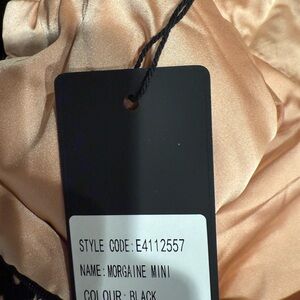 STYLE CODE: E4112557
NAME: MORGAINE MINI
COLOUR: BLACK